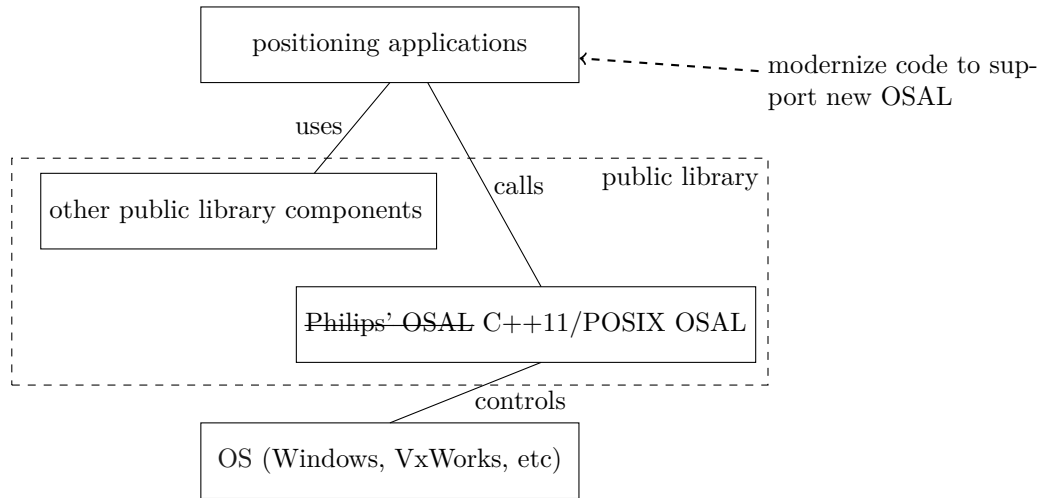 positioning applications
modernize code to sup-
port new OSAL
uses
public library
calls
other public library components
Philips' OSAL C++11/POSIX OSAL
controls
OS (Windows, VxWorks, etc)